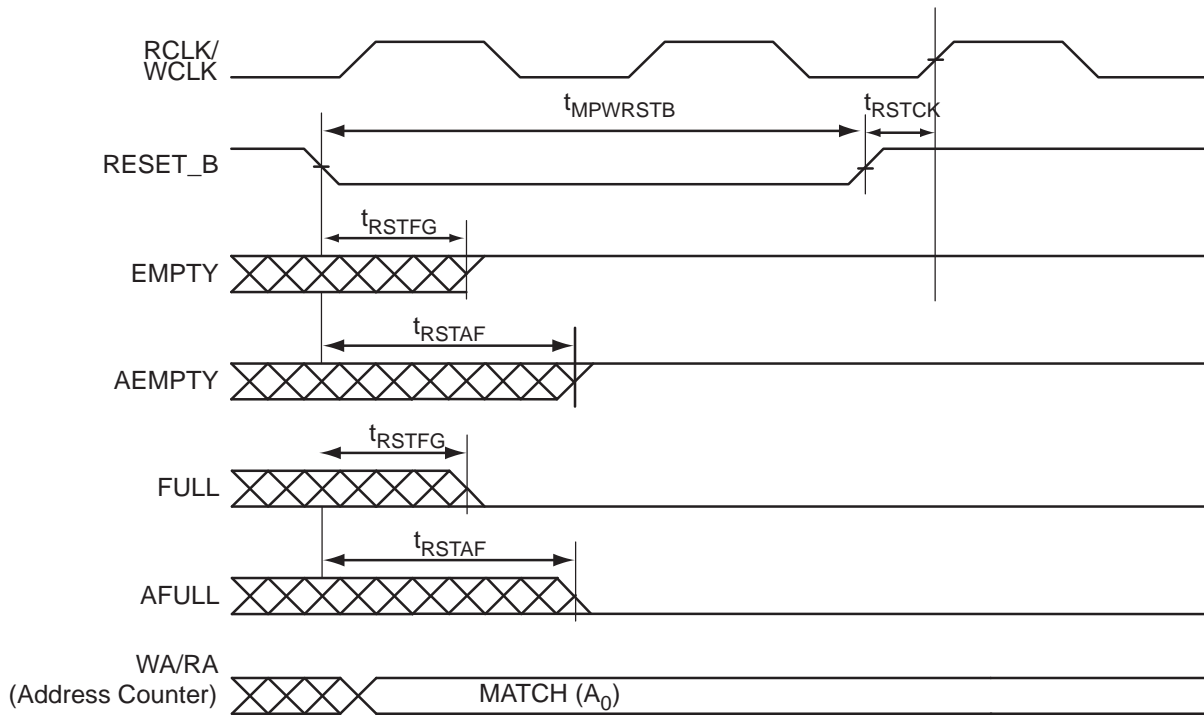 RCLK/
WCLK
tMPWRSTB
tRSTCK
RESET_B
tRSTFG
EMPTY
tRSTAF
AEMPTY
tRSTFG
FULL
tRSTAF
AFULL
WA/RA
(Address Counter)
MATCH (A0)